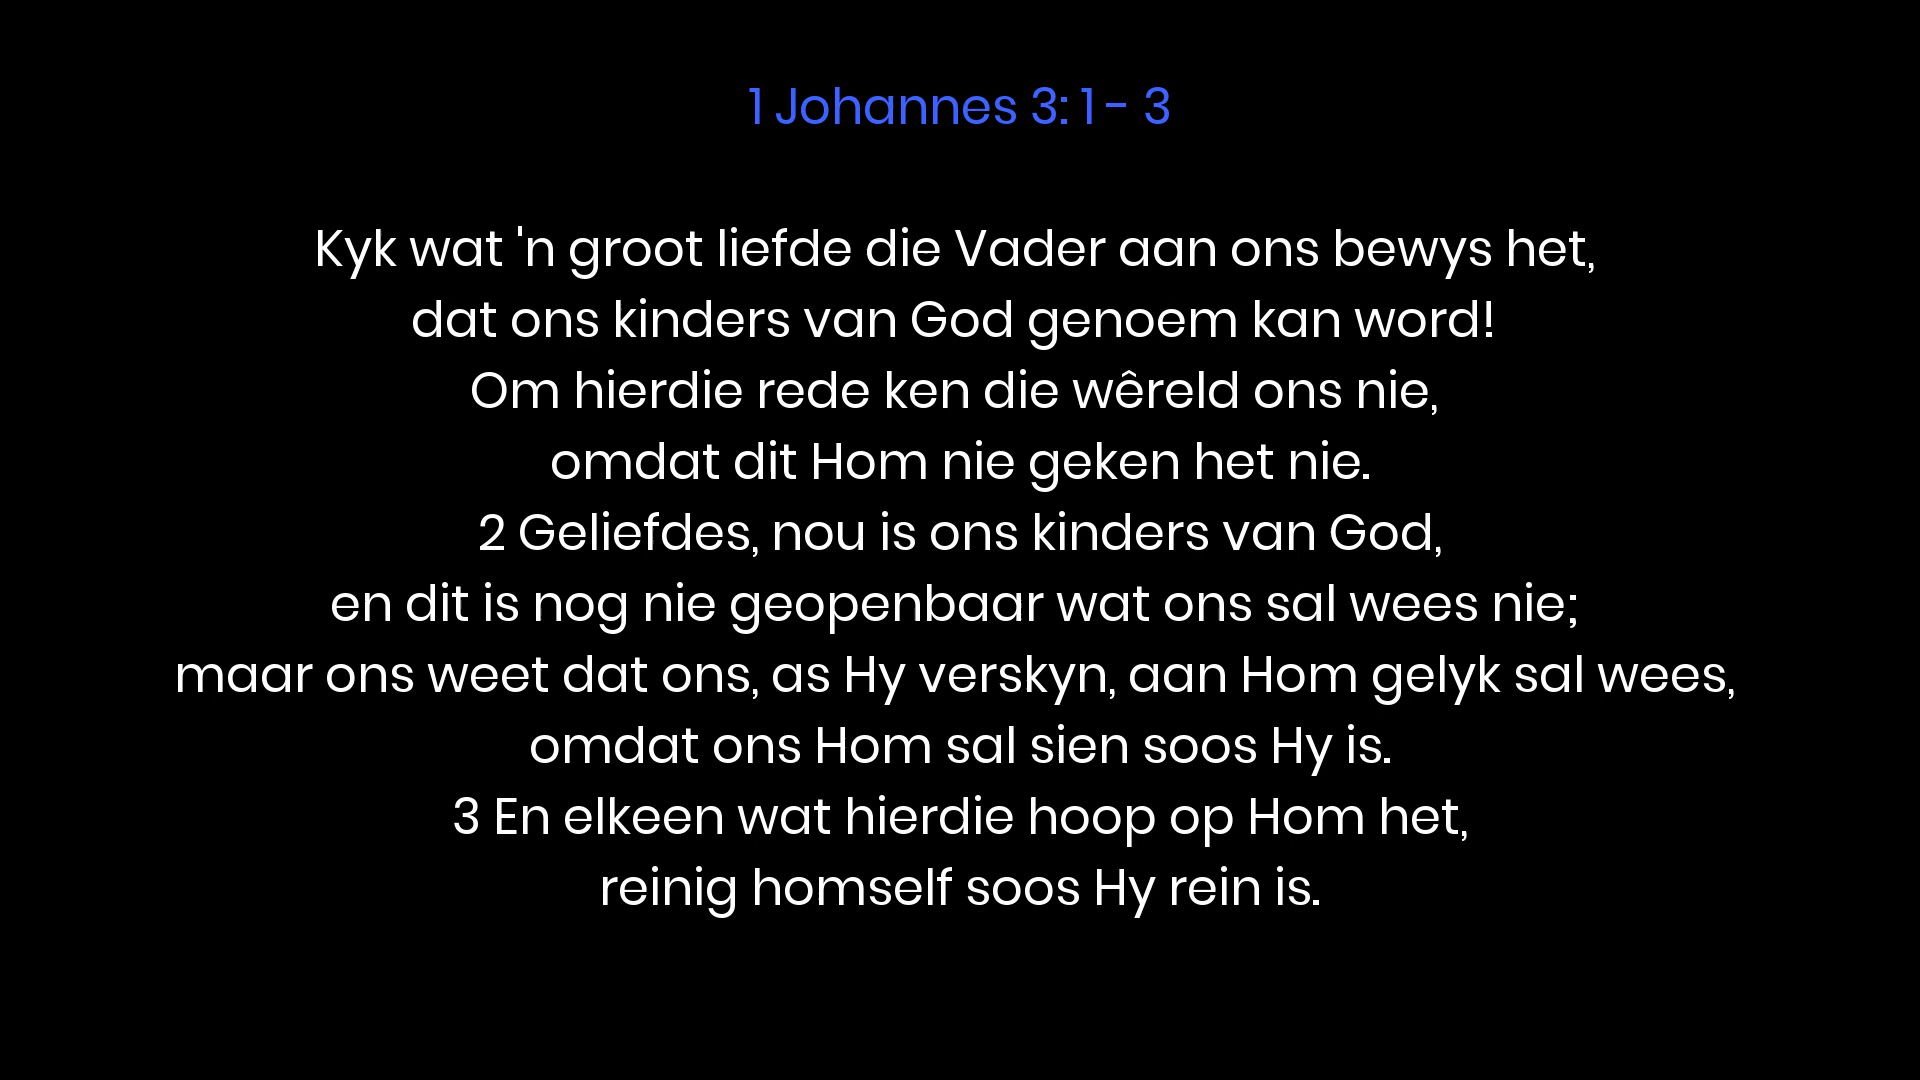 1 Johannes 3: 1 - 3
Kyk wat 'n groot liefde die Vader aan ons bewys het,
dat ons kinders van God genoem kan word!
Om hierdie rede ken die wêreld ons nie,
omdat dit Hom nie geken het nie.
2 Geliefdes, nou is ons kinders van God,
en dit is nog nie geopenbaar wat ons sal wees nie;
maar ons weet dat ons, as Hy verskyn, aan Hom gelyk sal wees,
omdat ons Hom sal sien soos Hy is.
3 En elkeen wat hierdie hoop op Hom het,
reinig homself soos Hy rein is.